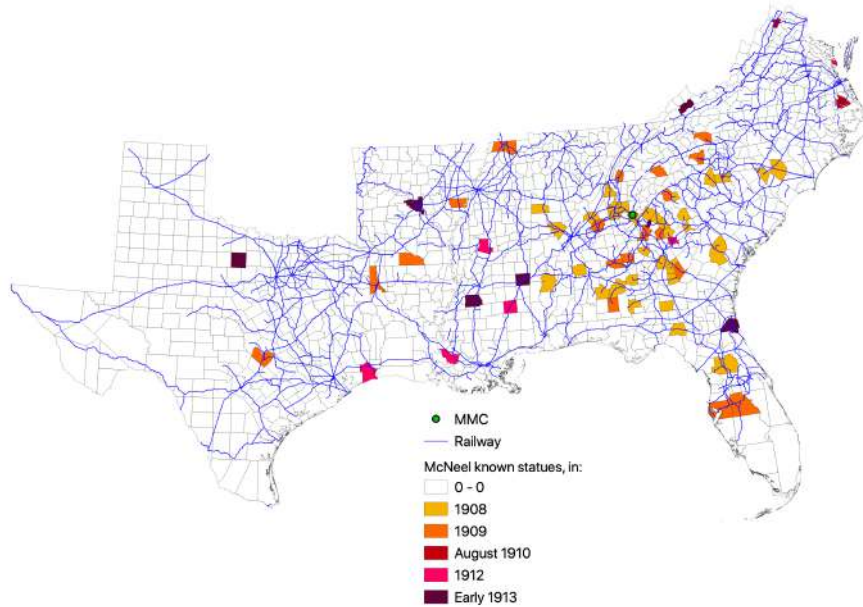 MMC
Railway
McNeel known statues, in:
0 - 0
1908
1909
August 1910
1912
Early 1913